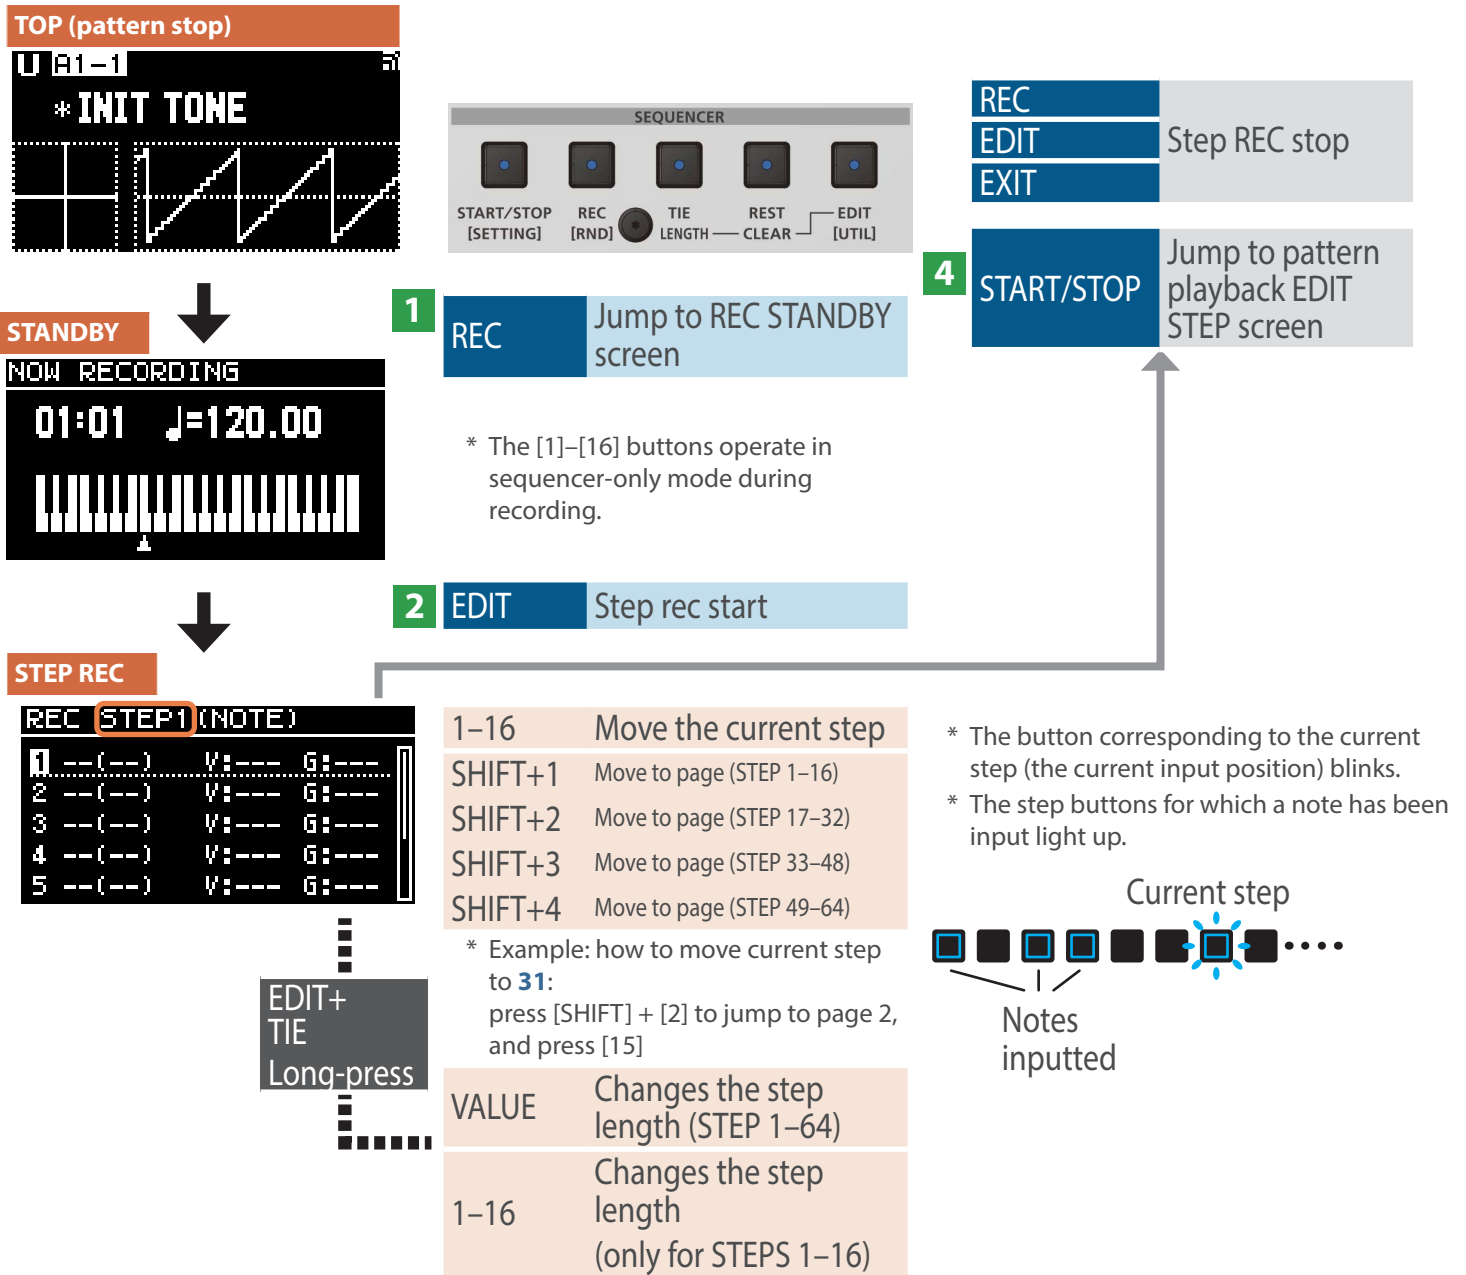 TOP (pattern stop)
U A1-1
*INIT TONE
SEQUENCER
START/STOP
[SETTING]
REC
[RND]
TIE
LENGTH
REST
CLEAR
EDIT
[UTIL]
REC
EDIT
EXIT
Step REC stop
4
START/STOP
Jump to pattern
playback EDIT
STEP screen
STANDBY
NOW RECORDING
01:01 ♩=120.00
1
REC
Jump to REC STANDBY
screen
* The [1]–[16] buttons operate in
sequencer-only mode during
recording.
2
EDIT
Step rec start
STEP REC
REC STEP1(NOTE)
1 --(--) V:--- G:---
2 --(--) V:--- G:---
3 --(--) V:--- G:---
4 --(--) V:--- G:---
5 --(--) V:--- G:---
EDIT+
TIE
Long-press
1–16 Move the current step
SHIFT+1 Move to page (STEP 1–16)
SHIFT+2 Move to page (STEP 17–32)
SHIFT+3 Move to page (STEP 33–48)
SHIFT+4 Move to page (STEP 49–64)
* Example: how to move current step
to 31:
press [SHIFT] + [2] to jump to page 2,
and press [15]
VALUE
Changes the step
length (STEP 1–64)
1–16
Changes the step
length
(only for STEPS 1–16)
* The button corresponding to the current
step (the current input position) blinks.
* The step buttons for which a note has been
input light up.
Current step
Notes
inputted